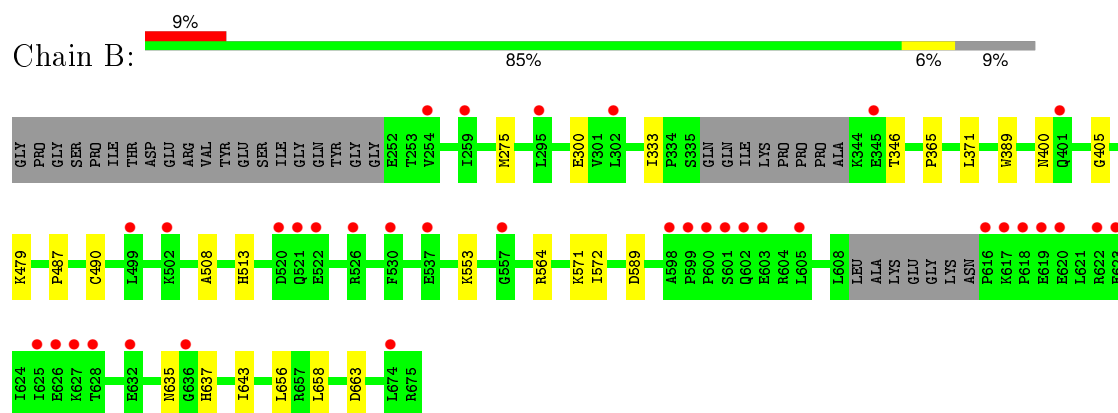 9%
Chain B:
85% 6% 9%
GLY PRO GLY SER PRO ILE THR ASP GLU ARG VAL TYR GLU SER ILE GLY GLN TYR GLY GLY E252 T253 V254 I259 M275 L295 E300 V301 L302 I333 P334 S335 GLN GLN ILE LYS PRO PRO PRO ALA K344 E345 T346 P365 L371 W389 N400 Q401 G405
K479 P487 C490 L499 K502 A508 H513 D520 Q521 E522 R526 F530 E537 K553 G557 R564 K571 I572 D589 A598 P599 P600 S601 Q602 E603 R604 L605 L608 LEU ALA LYS GLU GLY LYS ASN P616 K617 P618 E619 E620 L621 R622
I624 I625 E626 K627 T628 E632 N635 G636 H637 I643 L656 R657 L658 D663 L674 R675